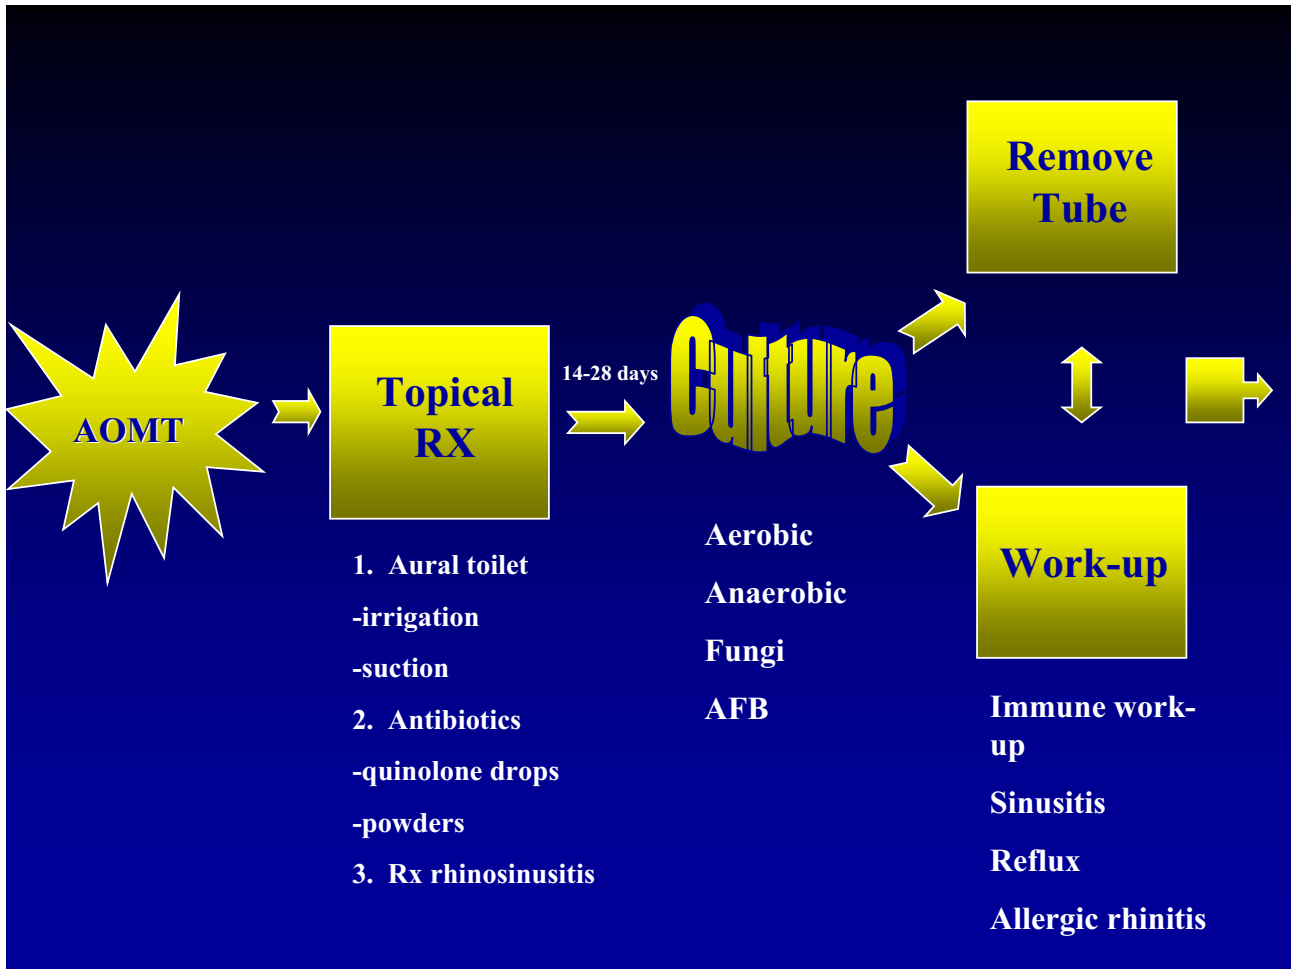 AOMT
Topical
RX
1. Aural toilet
-irrigation
-suction
2. Antibiotics
-quinolone drops
-powders
3. Rx rhinosinusitis
14-28 days
Culture
Aerobic
Anaerobic
Fungi
AFB
Remove
Tube
Work-up
Immune work-
up
Sinusitis
Reflux
Allergic rhinitis